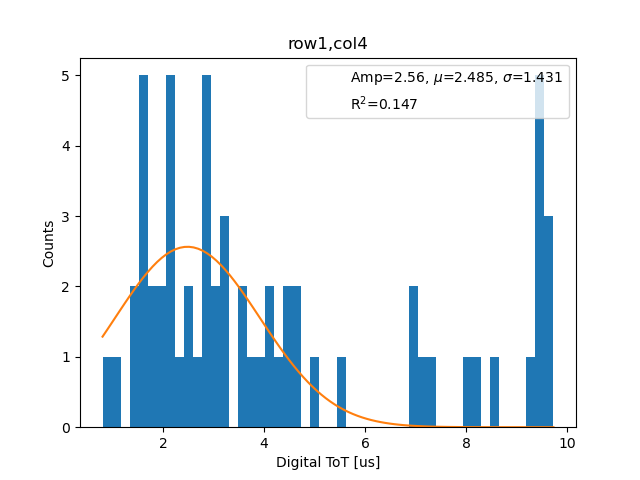 row1,col4
Amp=2.56, μ=2.485, σ=1.431
R²=0.147
Counts
5
4
3
2
1
0
2 4 6 8 10
Digital ToT [us]